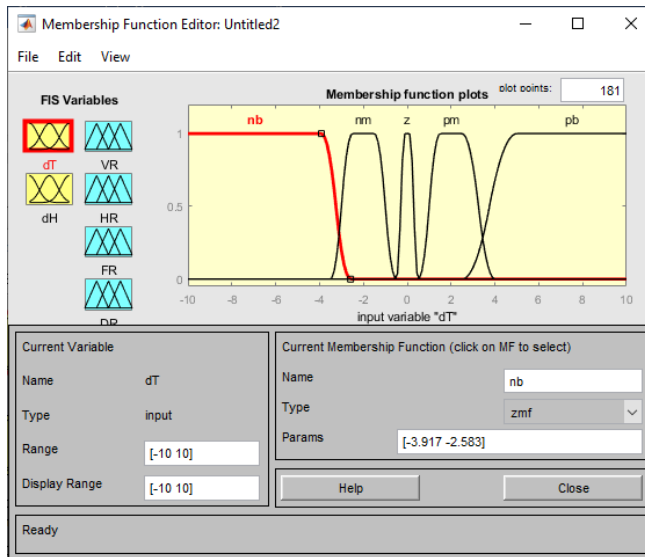 Membership Function Editor: Untitled2
File Edit View
FIS Variables
dT VR
dH HR
FR
DR
Membership function plots plot points: 181
nb nm z pm pb
1
0.5
0
-10 -8 -6 -4 -2 0 2 4 6 8 10
input variable "dT"
Current Variable
Name dT
Type input
Range [-10 10]
Display Range [-10 10]
Current Membership Function (click on MF to select)
Name nb
Type zmf
Params [-3.917 -2.583]
Help Close
Ready